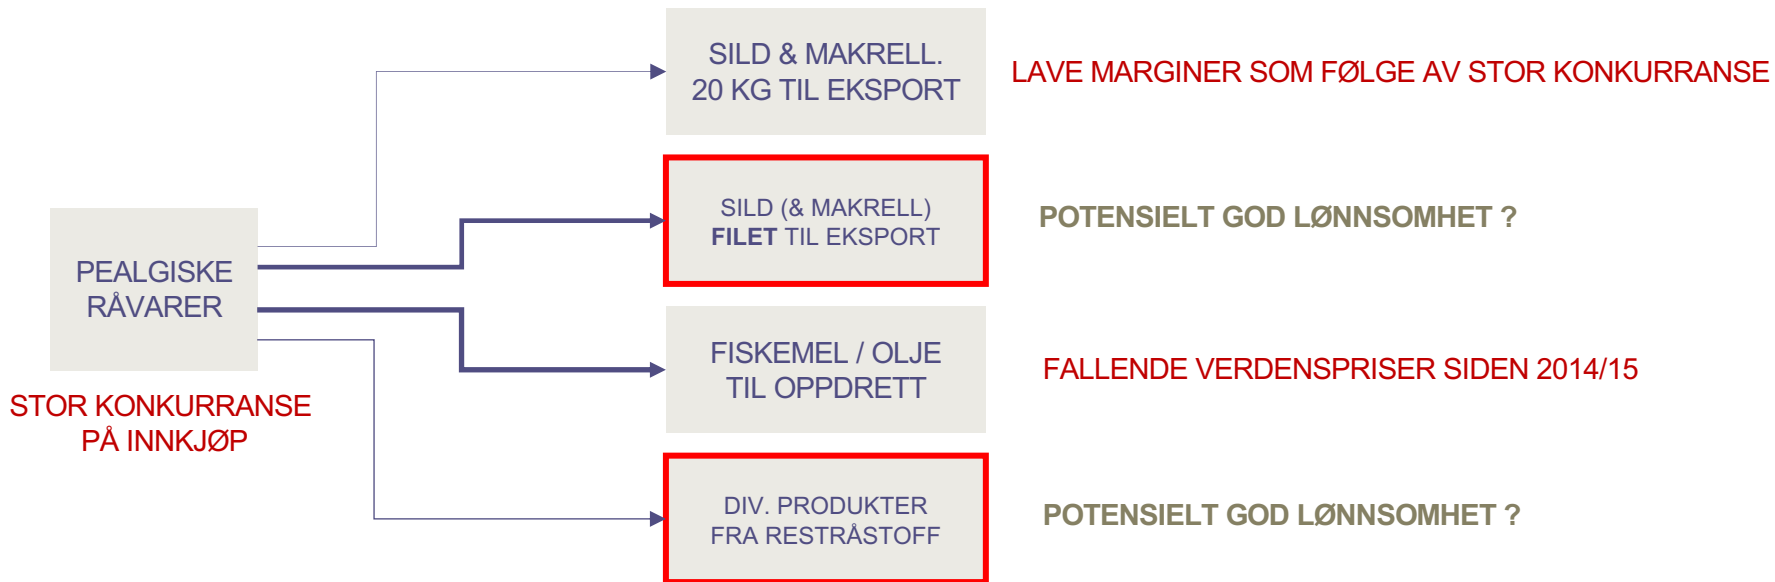 SILD & MAKRELL.
20 KG TIL EKSPORT
LAVE MARGINER SOM FØLGE AV STOR KONKURRANSE
SILD (& MAKRELL)
FILET TIL EKSPORT
POTENSIELT GOD LØNNSOMHET ?
PEALGISKE
RÅVARER
STOR KONKURRANSE
PÅ INNKJØP
FISKEMEL / OLJE
TIL OPPDRETT
FALLENDE VERDENSPRISER SIDEN 2014/15
DIV. PRODUKTER
FRA RESTRÅSTOFF
POTENSIELT GOD LØNNSOMHET ?